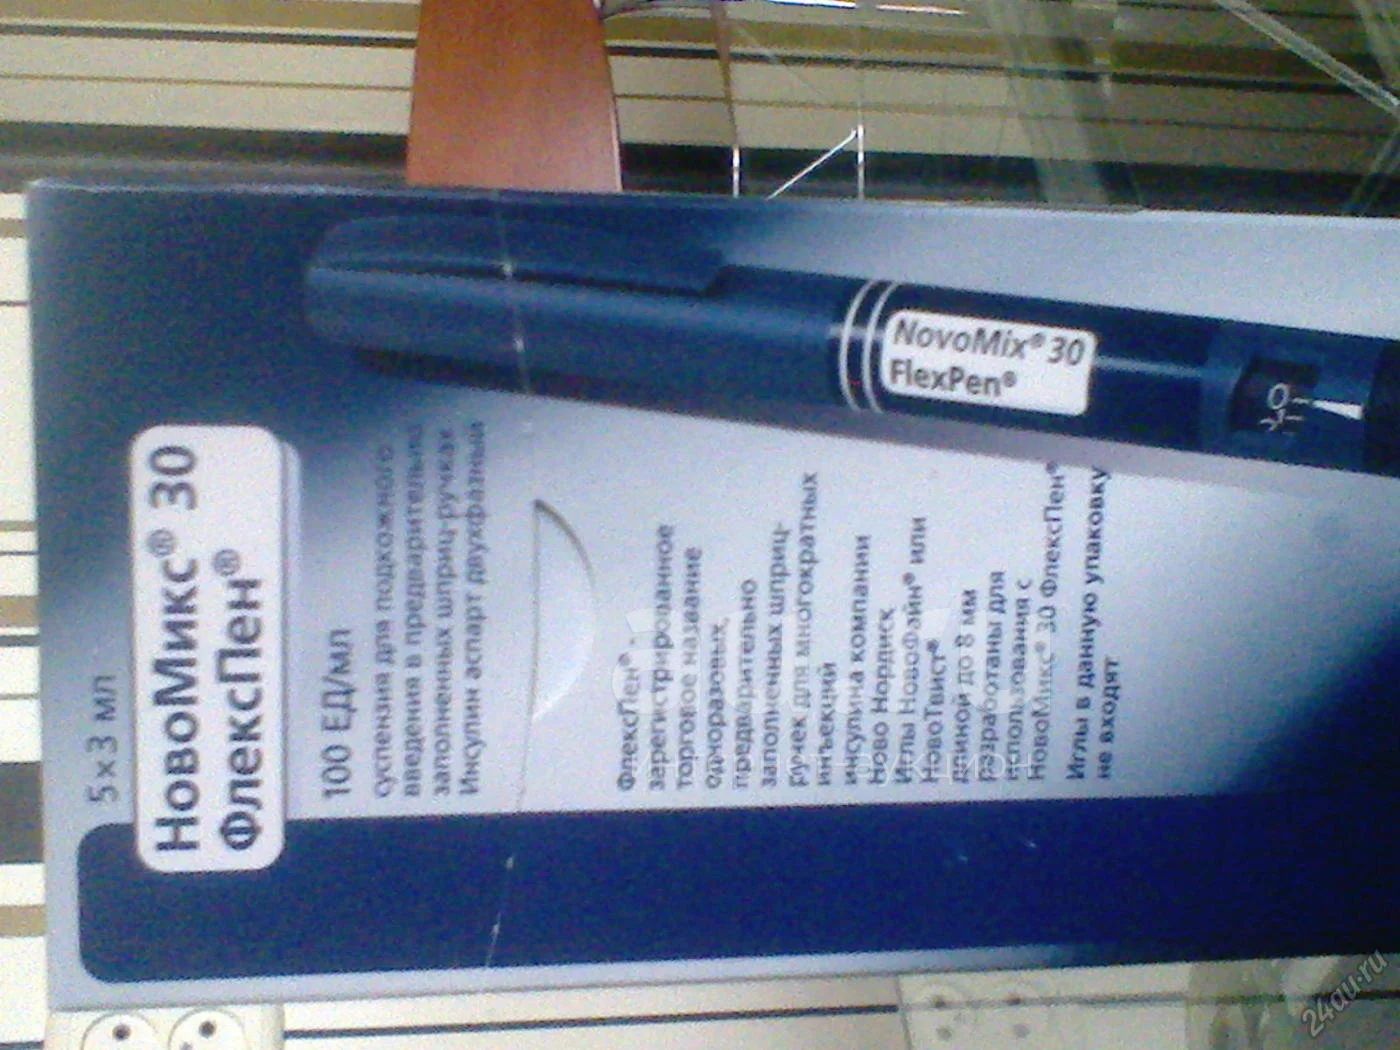 5 x 3 мл
НовоМикс® 30
ФлексПен®
100 ЕД/мл
суспензия для подкожного
введения в предварительно
заполненных шприц-ручках
Инсулин аспарт двухфазный
ФлексПен® -
зарегистрированное
торговое название
одноразовых,
предварительно
заполненных шприц-
ручек для многократных
инъекций
инсулина компании
Ново Нордиск
Иглы НовоФайн® или
НовоТвист®
длиной до 8 мм
разработаны для
использования с
НовоМикс® 30 ФлексПен®
Иглы в данную упаковку
не входят
NovoMix® 30
FlexPen®
0
24au.ru